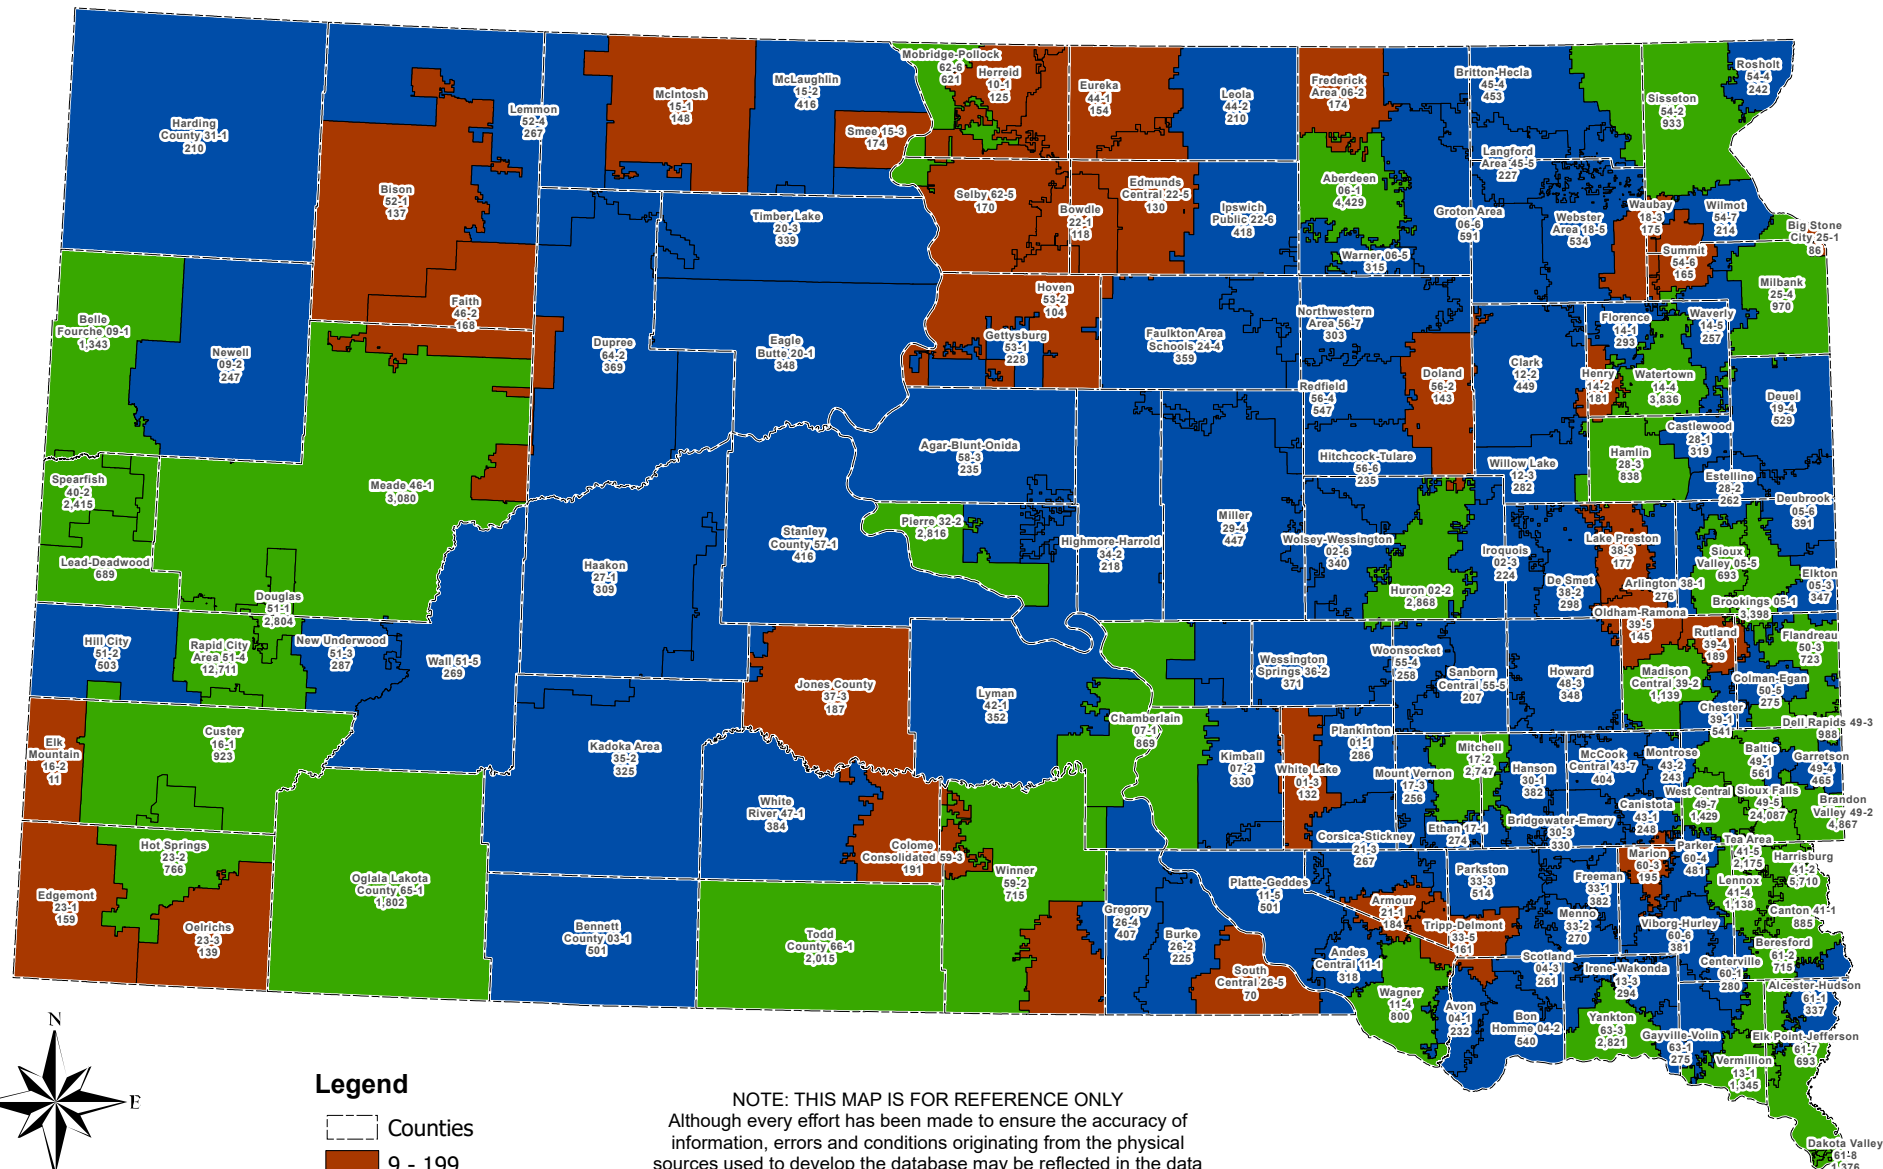 Harding
County 31-1
210
Lemmon
52-4
267
Bison
52-1
137
McIntosh
15-1
148
McLaughlin
15-2
416
Smee 15-3
174
Mobridge-Pollock
62-6
621
Herreid
10-1
125
Eureka
44-1
154
Leola
44-2
210
Frederick
Area 06-2
174
Britton-Hecla
45-4
453
Sisseton
54-2
933
Rosholt
54-4
242
Langford
Area 45-5
227
Aberdeen
06-1
4,429
Selby 62-5
170
Bowdle
22-1
118
Edmunds
Central 22-5
130
Ipswich
Public 22-6
418
Groton Area
06-6
591
Webster
Area 18-5
534
Waubay
18-3
175
Wilmot
54-7
214
Big Stone
City 25-1
86
Summit
54-6
165
Warner 06-5
315
Timber Lake
20-3
339
Milbank
25-4
970
Belle
Fourche 09-1
1,343
Newell
09-2
247
Faith
46-2
168
Dupree
64-2
369
Eagle
Butte 20-1
348
Hoven
53-2
104
Gettysburg
53-1
228
Faulkton Area
Schools 24-4
359
Northwestern
Area 56-7
303
Doland
56-2
143
Clark
12-2
449
Florence
14-1
293
Waverly
14-5
257
Henry
14-2
181
Watertown
14-4
3,836
Deuel
19-4
529
Redfield
56-4
547
Castlewood
28-1
319
Hamlin
28-3
838
Estelline
28-2
262
Deubrook
05-6
391
Agar-Blunt-Onida
58-3
235
Hitchcock-Tulare
56-6
235
Willow Lake
12-3
282
Spearfish
40-2
2,415
Meade 46-1
3,080
Lead-Deadwood
689
Pierre 32-2
2,816
Stanley
County 57-1
416
Highmore-Harrold
34-2
218
Miller
29-4
447
Wolsey-Wessington
02-6
340
Huron 02-2
2,868
Iroquois
02-3
224
De Smet
38-2
298
Lake Preston
38-3
177
Arlington 38-1
276
Sioux
Valley 05-5
693
Brookings 05-1
3,398
Elkton
05-3
347
Haakon
27-1
309
Douglas
51-1
2,804
Hill City
51-2
503
Rapid City
Area 51-4
12,711
New Underwood
51-3
287
Wall 51-5
269
Oldham-Ramona
39-5
145
Rutland
39-4
189
Flandreau
50-3
723
Madison
Central 39-2
1,139
Colman-Egan
50-5
275
Chester
39-1
541
Dell Rapids 49-3
988
Jones County
37-3
187
Lyman
42-1
352
Chamberlain
07-1
869
Wessington
Springs 36-2
371
Woonsocket
55-4
258
Sanborn
Central 55-5
207
Howard
48-3
348
Elk
Mountain
16-2
11
Custer
16-1
923
Kadoka Area
35-2
325
White
River 47-1
384
Kimball
07-2
330
White Lake
01-3
132
Plankinton
01-1
286
Mount Vernon
17-3
256
Mitchell
17-2
2,747
Hanson
30-1
382
McCook
Central 43-7
404
Montrose
43-2
243
Baltic
49-1
561
Garretson
49-4
465
Canistota
43-1
248
West Central
49-7
1,429
Sioux Falls
49-5
24,087
Brandon
Valley 49-2
4,867
Bridgewater-Emery
30-3
330
Ethan 17-1
274
Corsica-Stickney
21-3
267
Hot Springs
23-2
766
Edgemont
23-1
159
Oelrichs
23-3
139
Oglala Lakota
County 65-1
1,802
Bennett
County 03-1
501
Todd
County 66-1
2,015
Colome
Consolidated 59-3
191
Winner
59-2
715
Gregory
26-4
407
Burke
26-2
225
South
Central 26-5
70
Platte-Geddes
11-5
501
Andes
Central 11-1
318
Armour
21-1
184
Parkston
33-3
514
Tripp-Delmont
33-5
161
Freeman
33-1
382
Menno
33-2
270
Marion
60-3
195
Parker
60-4
481
Tea Area
41-5
2,175
Harrisburg
41-2
5,710
Lennox
41-4
1,138
Canton 41-1
885
Viborg-Hurley
60-6
381
Beresford
61-2
715
Centerville
60-1
280
Alcester-Hudson
61-1
337
Scotland
04-3
261
Irene-Wakonda
13-3
294
Wagner
11-4
800
Avon
04-1
232
Bon
Homme 04-2
540
Yankton
63-3
2,821
Gayville-Volin
63-1
275
Elk Point-Jefferson
61-7
693
Vermillion
13-1
1,345
Dakota Valley
61-8
1,376
N
E
Legend
Counties
9 - 199
NOTE: THIS MAP IS FOR REFERENCE ONLY
Although every effort has been made to ensure the accuracy of
information, errors and conditions originating from the physical
sources used to develop the database may be reflected in the data